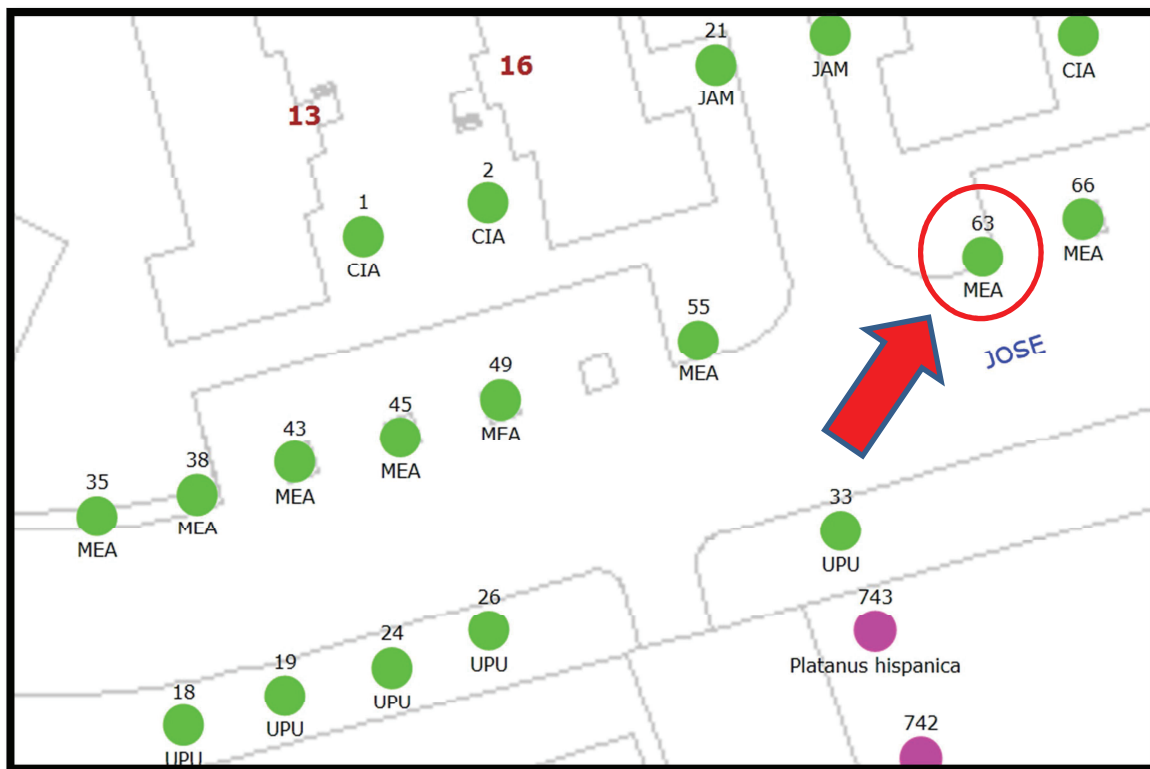 21
JAM
JAM
CIA
16
13
2
CIA
1
CIA
66
MEA
63
MEA
55
MEA
JOSE
49
MEA
45
MEA
43
MEA
38
MEA
35
MEA
33
UPU
26
UPU
24
UPU
19
UPU
18
UPU
743
Platanus hispanica
742